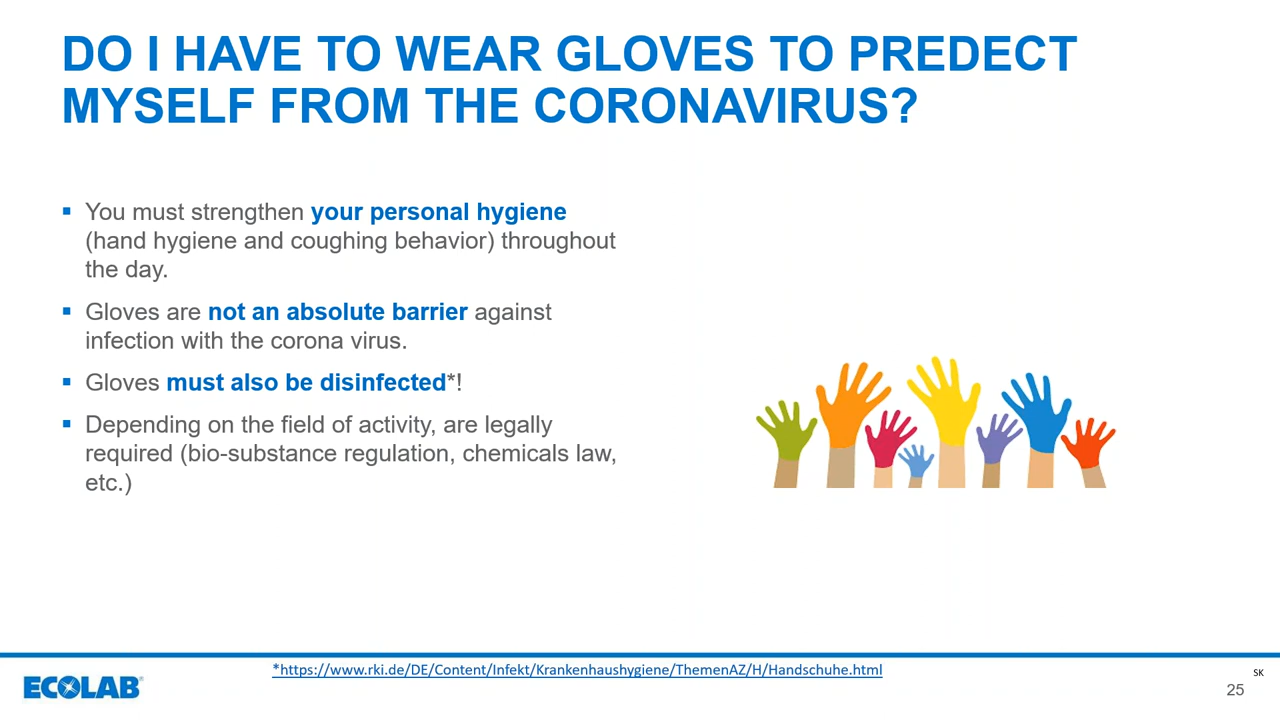 DO I HAVE TO WEAR GLOVES TO PREDECT
MYSELF FROM THE CORONAVIRUS?
▪ You must strengthen your personal hygiene
(hand hygiene and coughing behavior) throughout
the day.
▪ Gloves are not an absolute barrier against
infection with the corona virus.
▪ Gloves must also be disinfected*!
▪ Depending on the field of activity, are legally
required (bio-substance regulation, chemicals law,
etc.)
*https://www.rki.de/DE/Content/Infekt/Krankenhaushygiene/ThemenAZ/H/Handschuhe.html
ECOLAB®
SK
25